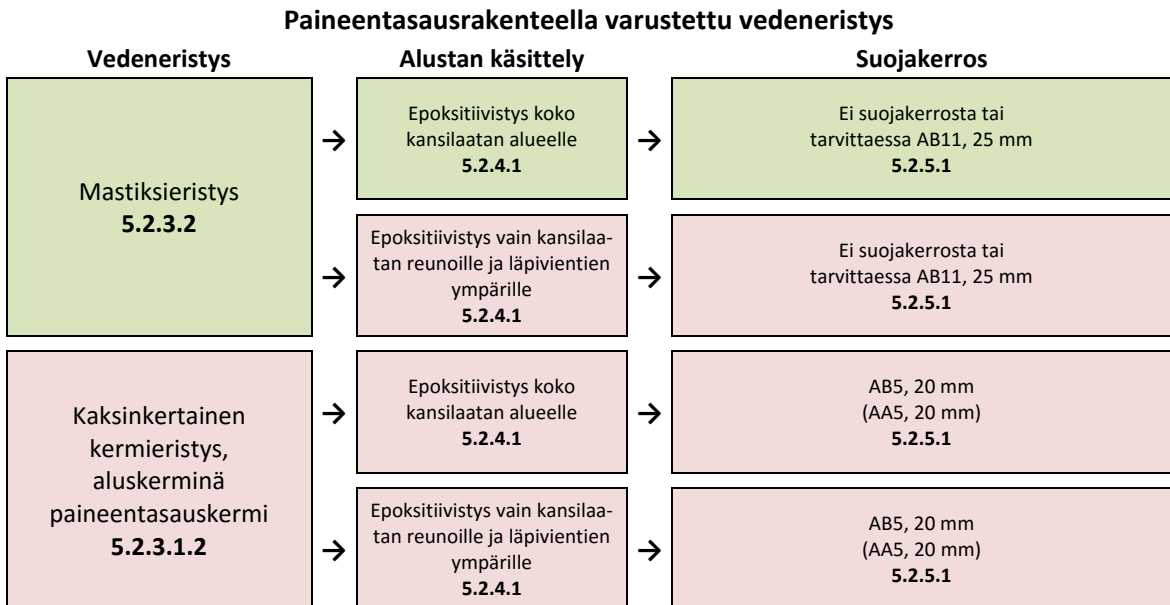 Paineentasausrakenteella varustettu vedeneristys
Vedeneristys
Alustan käsittely
Suojakerros
Mastiksieristys
5.2.3.2
→
Epoksitiivistys koko
kansilaatan alueelle
5.2.4.1
→
Ei suojakerrosta tai
tarvittaessa AB11, 25 mm
5.2.5.1
→
Epoksitiivistys vain kansilaa-
tan reunoille ja läpivientien
ympärille
5.2.4.1
→
Ei suojakerrosta tai
tarvittaessa AB11, 25 mm
5.2.5.1
Kaksinkertainen
kermieristys,
aluskerminä
paineentasauskermi
5.2.3.1.2
→
Epoksitiivistys koko
kansilaatan alueelle
5.2.4.1
→
AB5, 20 mm
(AA5, 20 mm)
5.2.5.1
→
Epoksitiivistys vain kansilaa-
tan reunoille ja läpivientien
ympärille
5.2.4.1
→
AB5, 20 mm
(AA5, 20 mm)
5.2.5.1